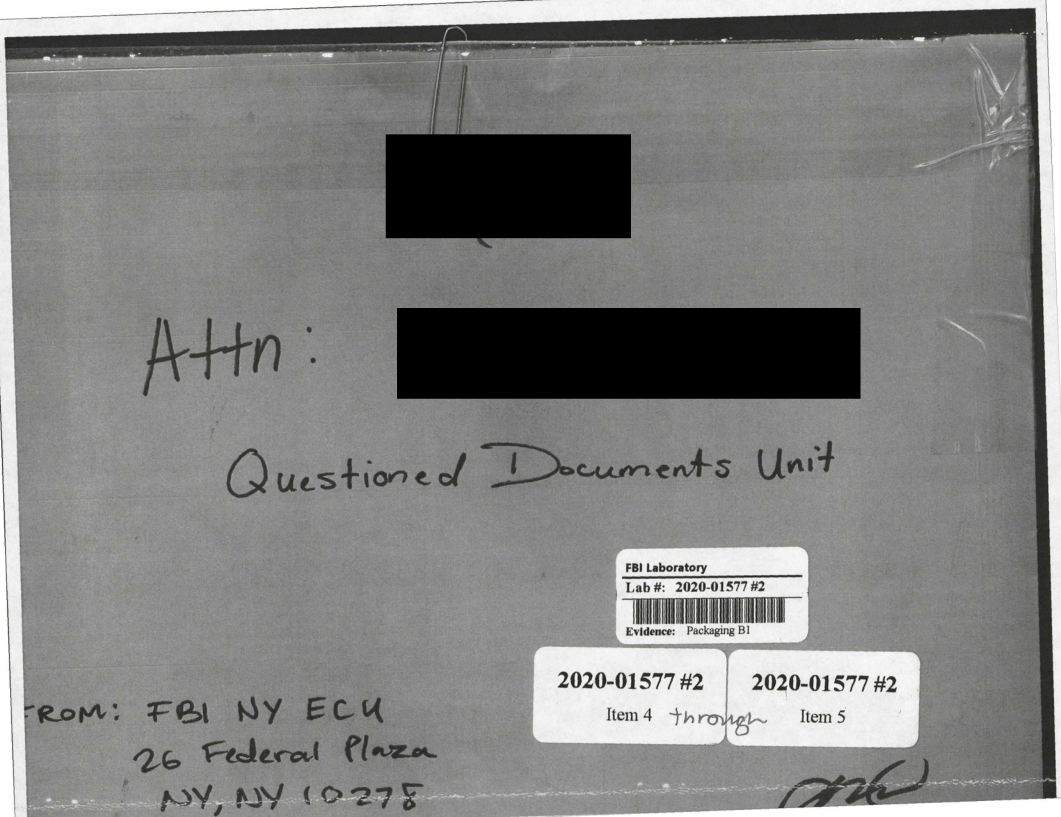 Attn:
Questioned Documents Unit
FBI Laboratory
Lab #: 2020-01577 #2
Evidence: Packaging B1
2020-01577 #2
Item 4 through
2020-01577 #2
Item 5
FROM: FBI NY ECU
26 Federal Plaza
NY, NY 10278